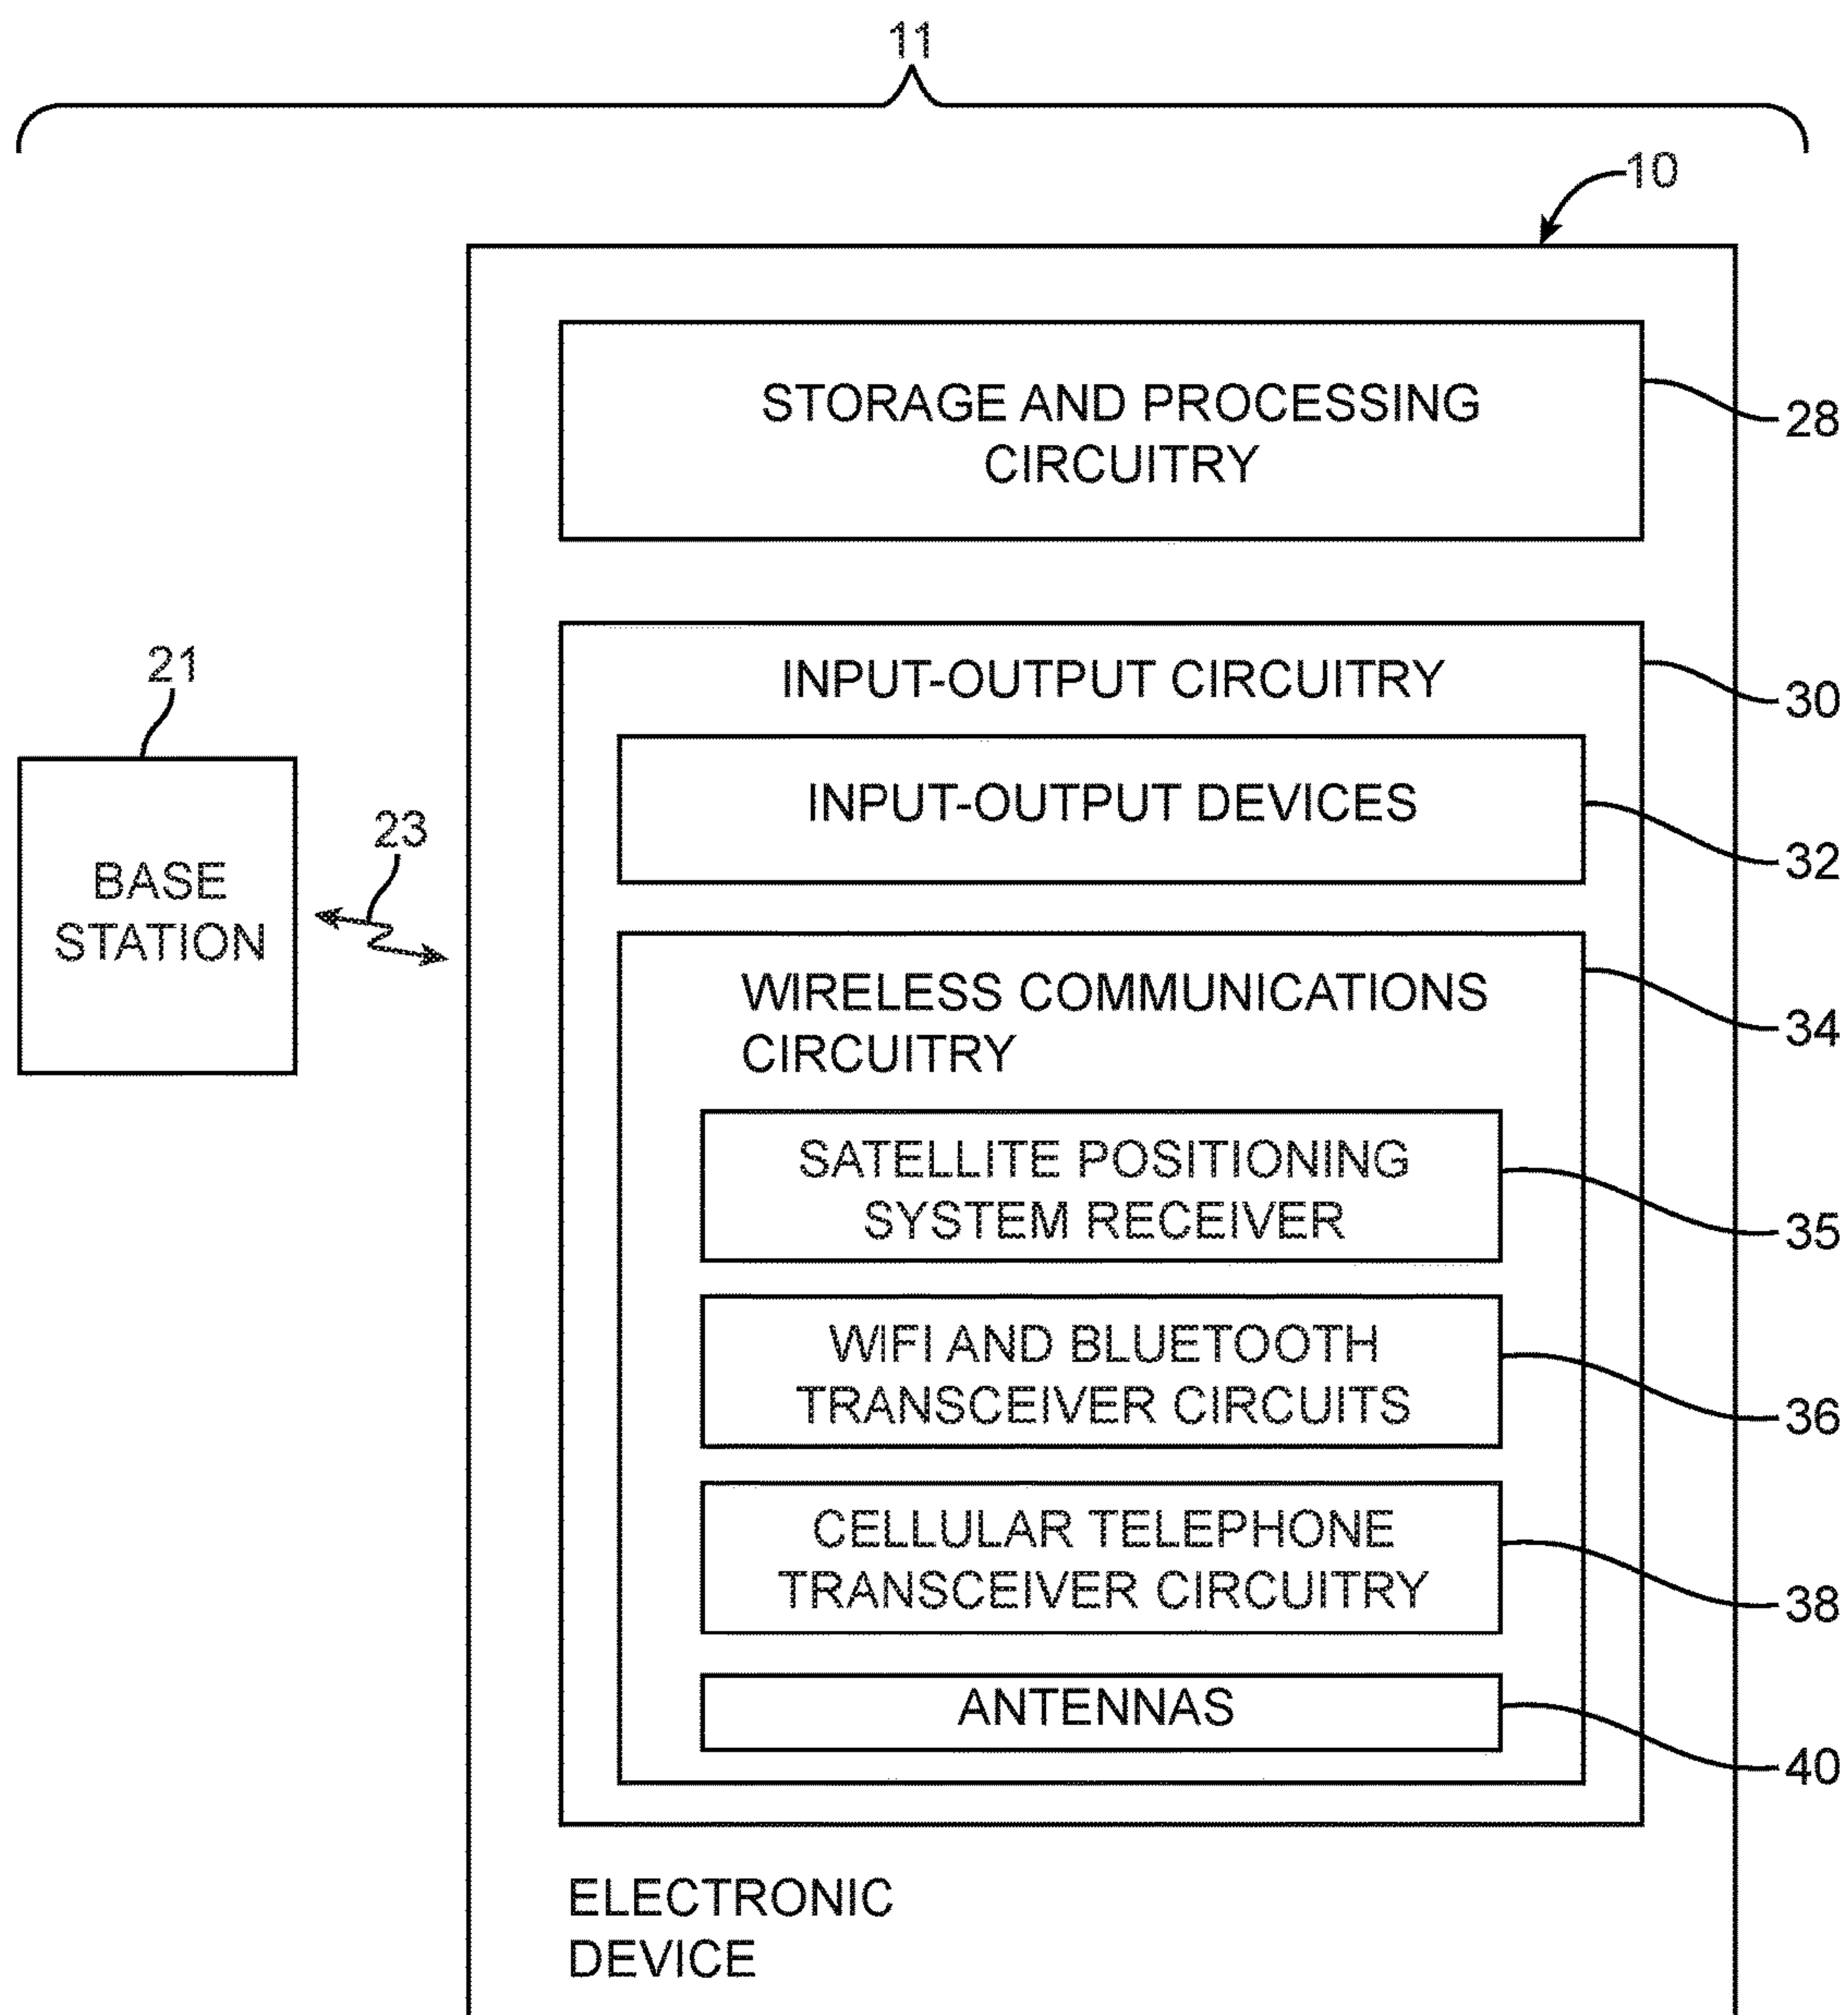 11
10
STORAGE AND PROCESSING
CIRCUITRY
28
INPUT-OUTPUT CIRCUITRY
30
INPUT-OUTPUT DEVICES
32
21
BASE
STATION
23
WIRELESS COMMUNICATIONS
CIRCUITRY
34
SATELLITE POSITIONING
SYSTEM RECEIVER
35
WIFI AND BLUETOOTH
TRANSCEIVER CIRCUITS
36
CELLULAR TELEPHONE
TRANSCEIVER CIRCUITRY
38
ANTENNAS
40
ELECTRONIC
DEVICE